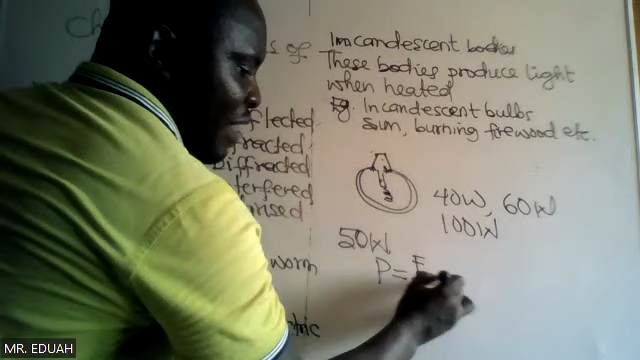 of Incandescent bodies
These bodies produce light
when heated
Eg. Incandescent bulbs
Sun, burning firewood etc.
flected
fracted
Diffracted
terfered
rised
40W, 60W
100W
50W
P= E
worm
tric
MR. EDUAH